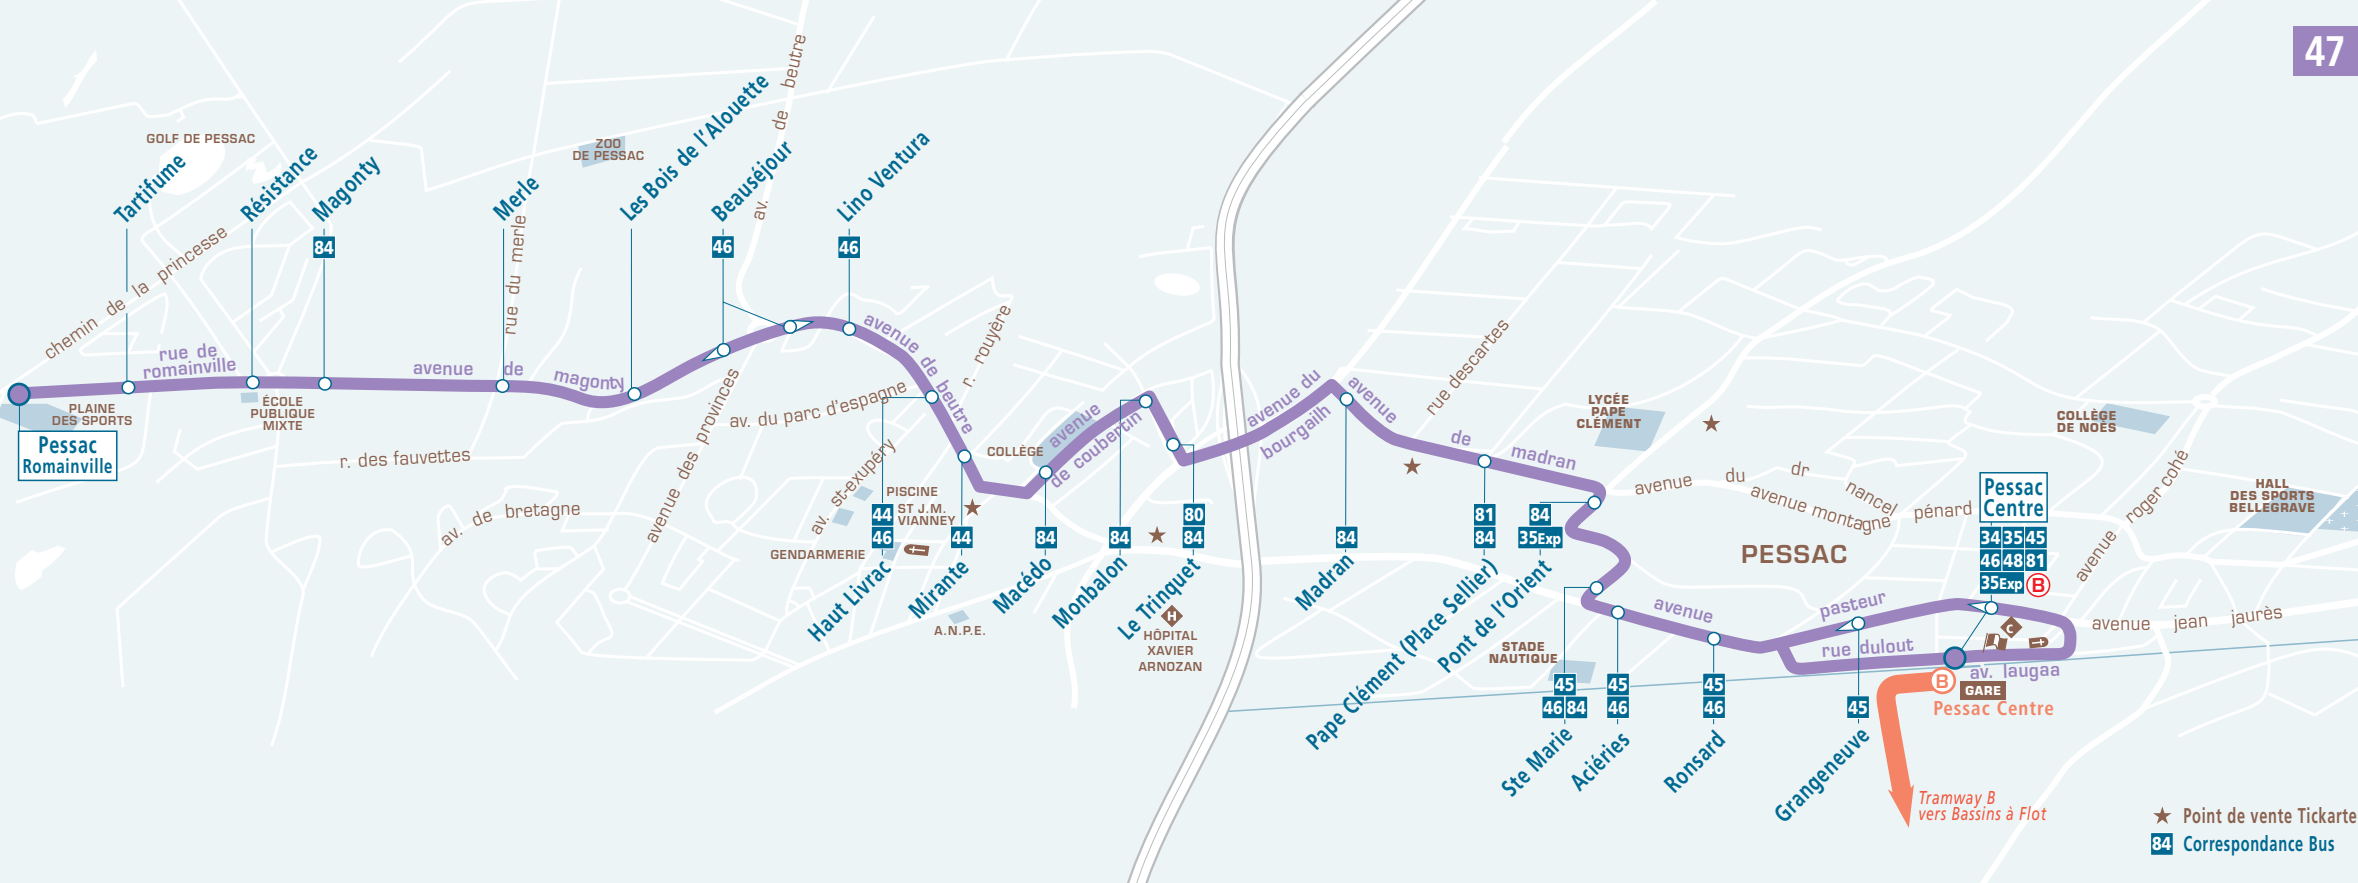 47
GOLF DE PESSAC
ZOO
DE PESSAC
av. de beutre
Tartifume
Résistance
Magonty
84
Merle
Les Bois de l'Alouette
Beauséjour
46
Lino Ventura
46
chemin de la princesse
rue du merle
rue de
romainville
avenue de magonty
avenue de beutre
r. rouyère
PLAINE
DES SPORTS
ÉCOLE
PUBLIQUE
MIXTE
Pessac
Romainville
r. des fauvettes
av. de bretagne
avenue des provinces
av. du parc d'espagne
av. st-exupéry
COLLÈGE
PISCINE
ST J.M.
VIANNEY
GENDARMERIE
A.N.P.E.
avenue
de coubertin
avenue du
bourgailh
avenue de madran
rue descartes
LYCÉE
PAPE
CLÉMENT
COLLÈGE
DE NOÈS
HALL
DES SPORTS
BELLEGRAVE
avenue du dr nancel pénard
avenue montagne
avenue roger cohé
PESSAC
44
46
Haut Livrac
44
Mirante
84
Macédo
84
Monbalon
80
84
Le Trinquet
H
HÔPITAL
XAVIER
ARNOZAN
84
Madran
81
84
Pape Clément (Place Sellier)
84
35Exp
Pont de l'Orient
STADE
NAUTIQUE
45
46 84
Ste Marie
45
46
Aciéries
45
46
Ronsard
45
Grangeneuve
Pessac
Centre
34 35 45
46 48 81
35Exp B
avenue pasteur
rue dulout
av. laugaa
avenue jean jaurès
C
B
GARE
Pessac Centre
Tramway B
vers Bassins à Flot
Point de vente Tickarte
84 Correspondance Bus